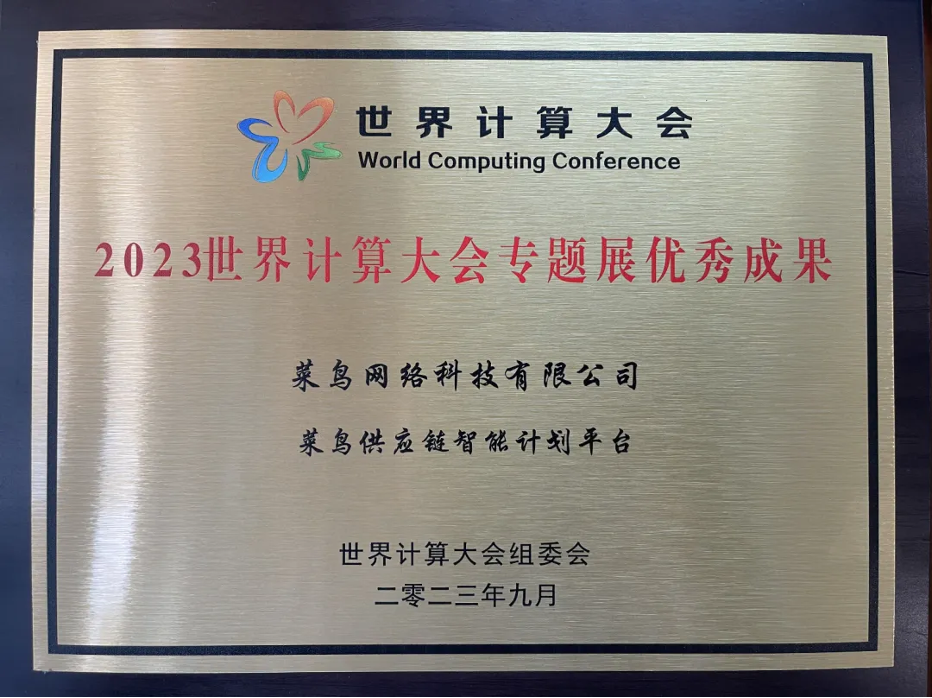 世界计算大会
World Computing Conference
2023世界计算大会专题展优秀成果
菜鸟网络科技有限公司
菜鸟供应链智能计划平台
世界计算大会组委会
二零二三年九月